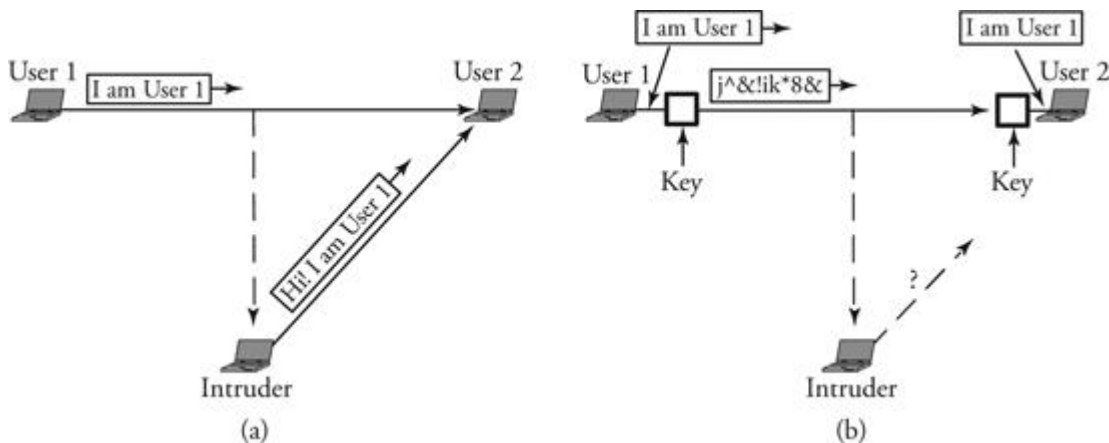 User 1
I am User 1
User 2
Hi! I am User 1
Intruder
(a)
I am User 1
I am User 1
User 1
j^&!ik*8&
User 2
Key
Key
?
Intruder
(b)